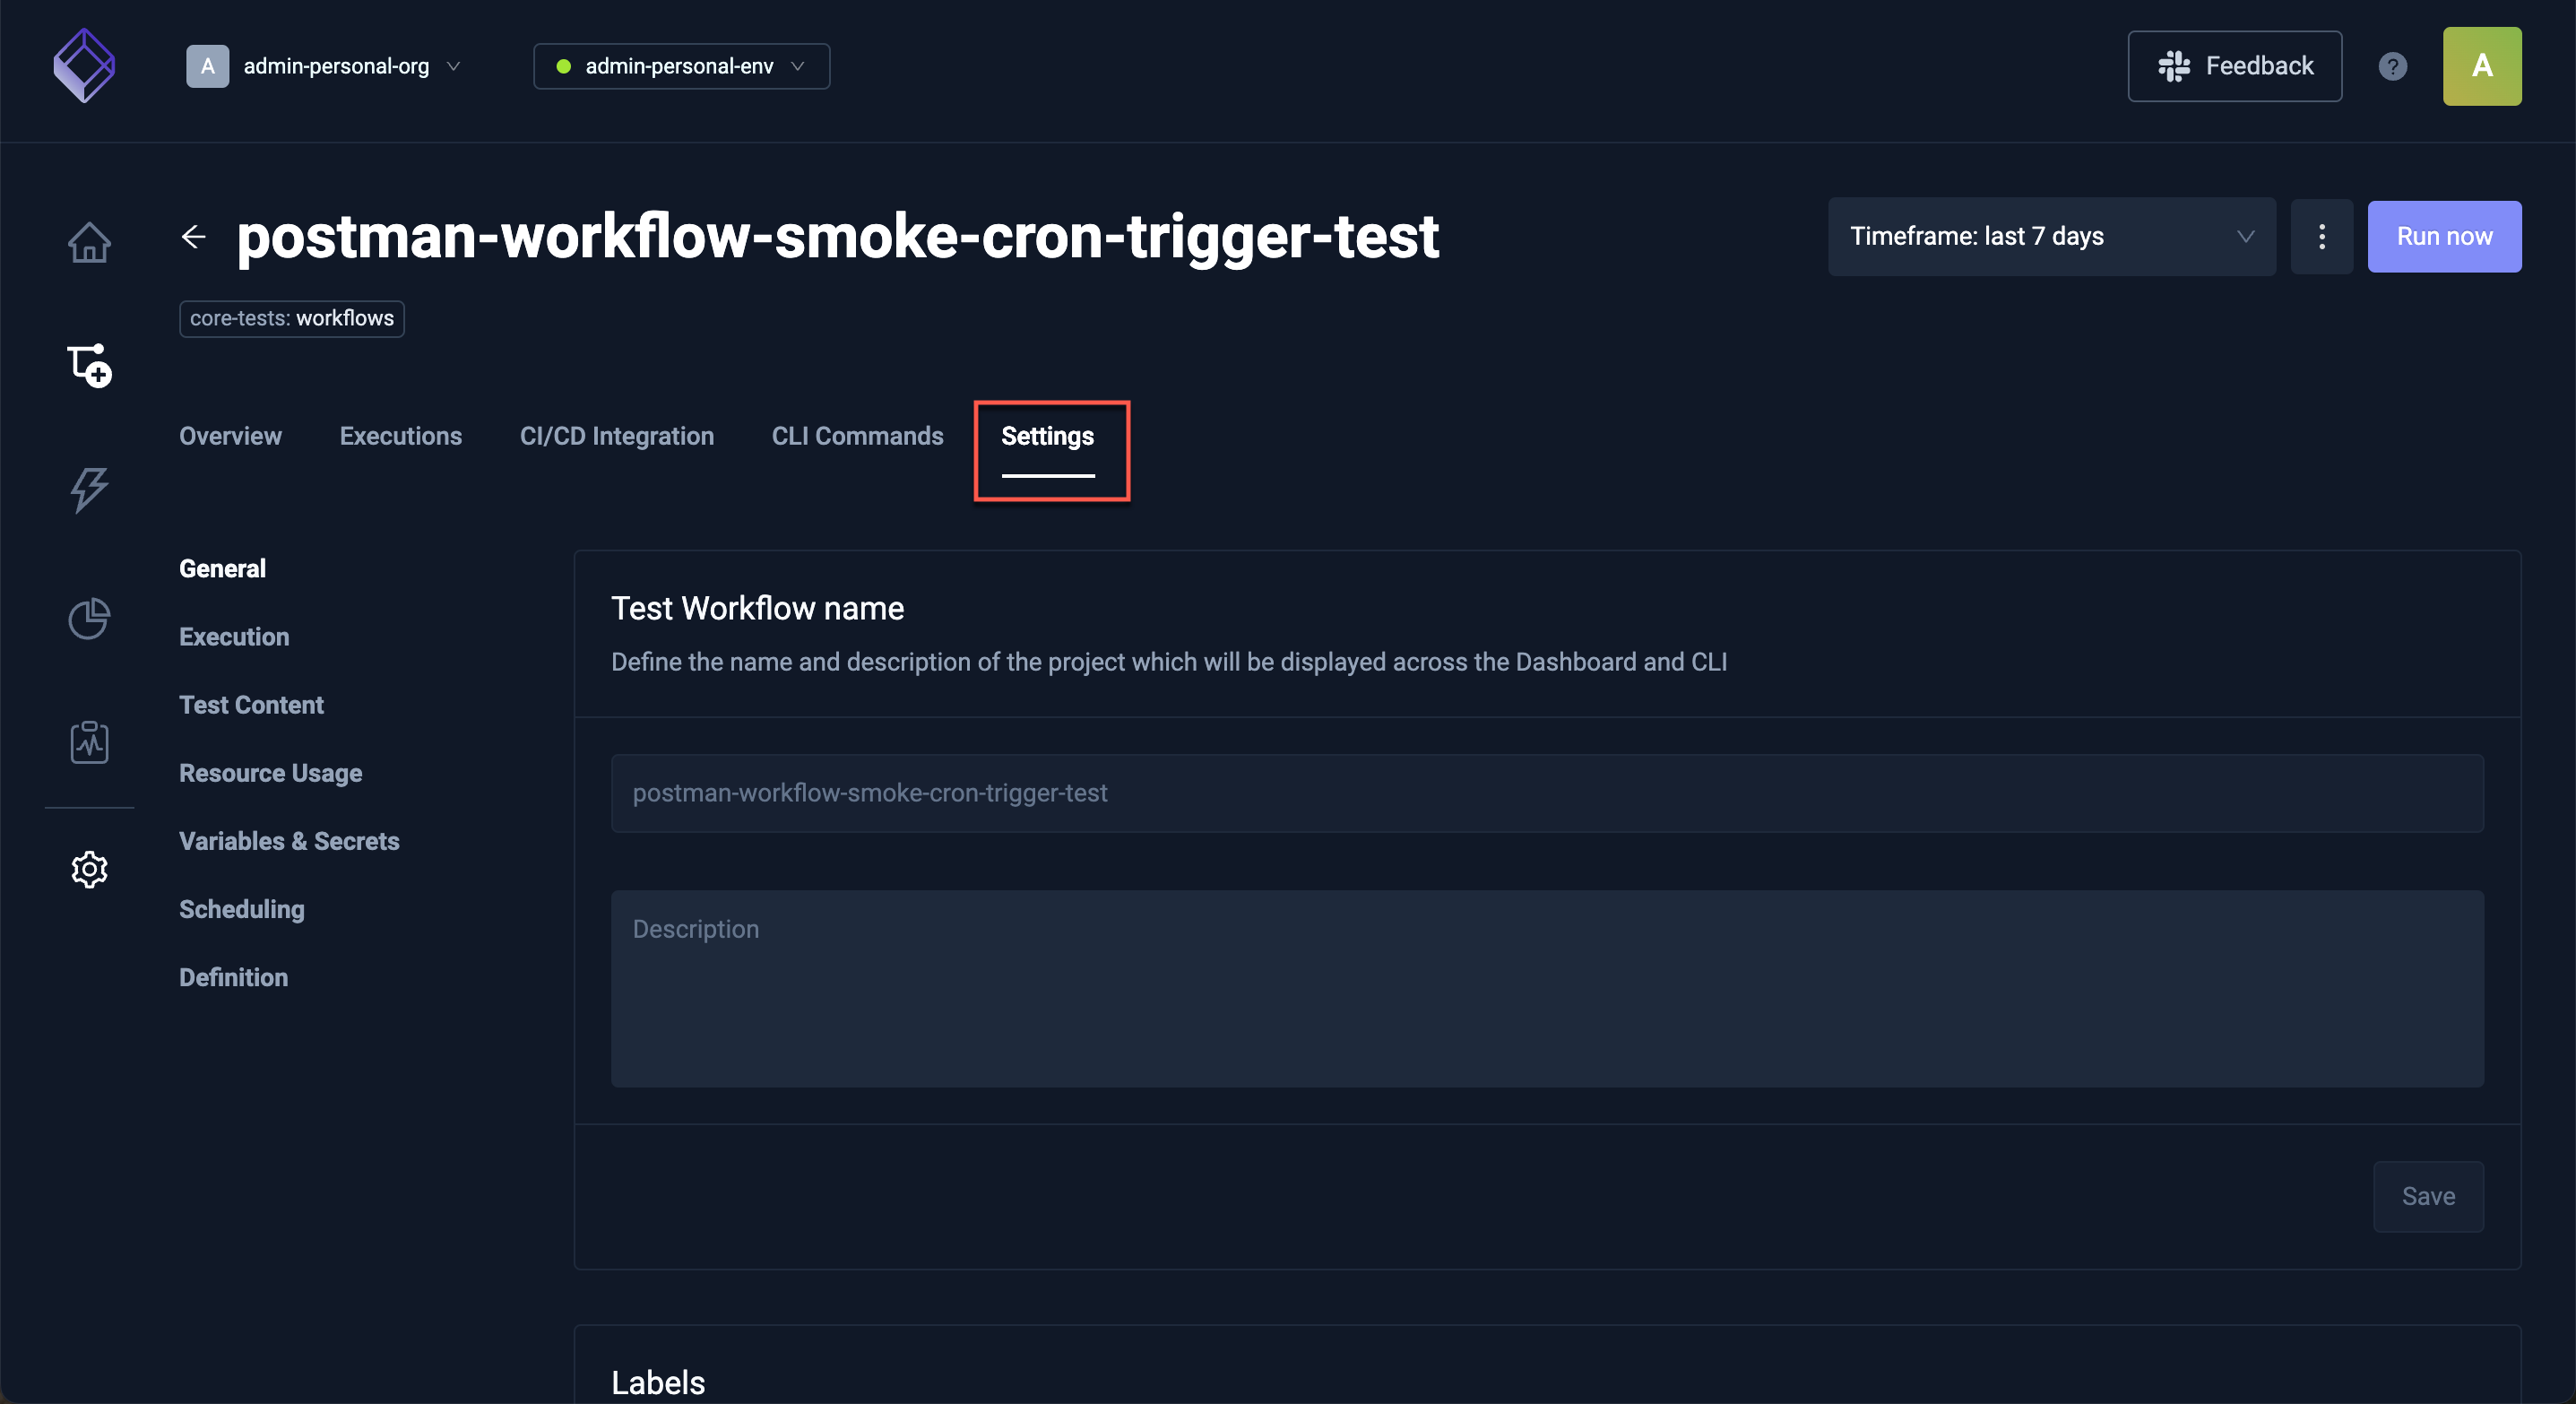 A admin-personal-org
admin-personal-env
Feedback
?
A
postman-workflow-smoke-cron-trigger-test
Timeframe: last 7 days
Run now
core-tests: workflows
Overview Executions CI/CD Integration CLI Commands Settings
General
Execution
Test Content
Resource Usage
Variables & Secrets
Scheduling
Definition
Test Workflow name
Define the name and description of the project which will be displayed across the Dashboard and CLI
postman-workflow-smoke-cron-trigger-test
Description
Save
Labels